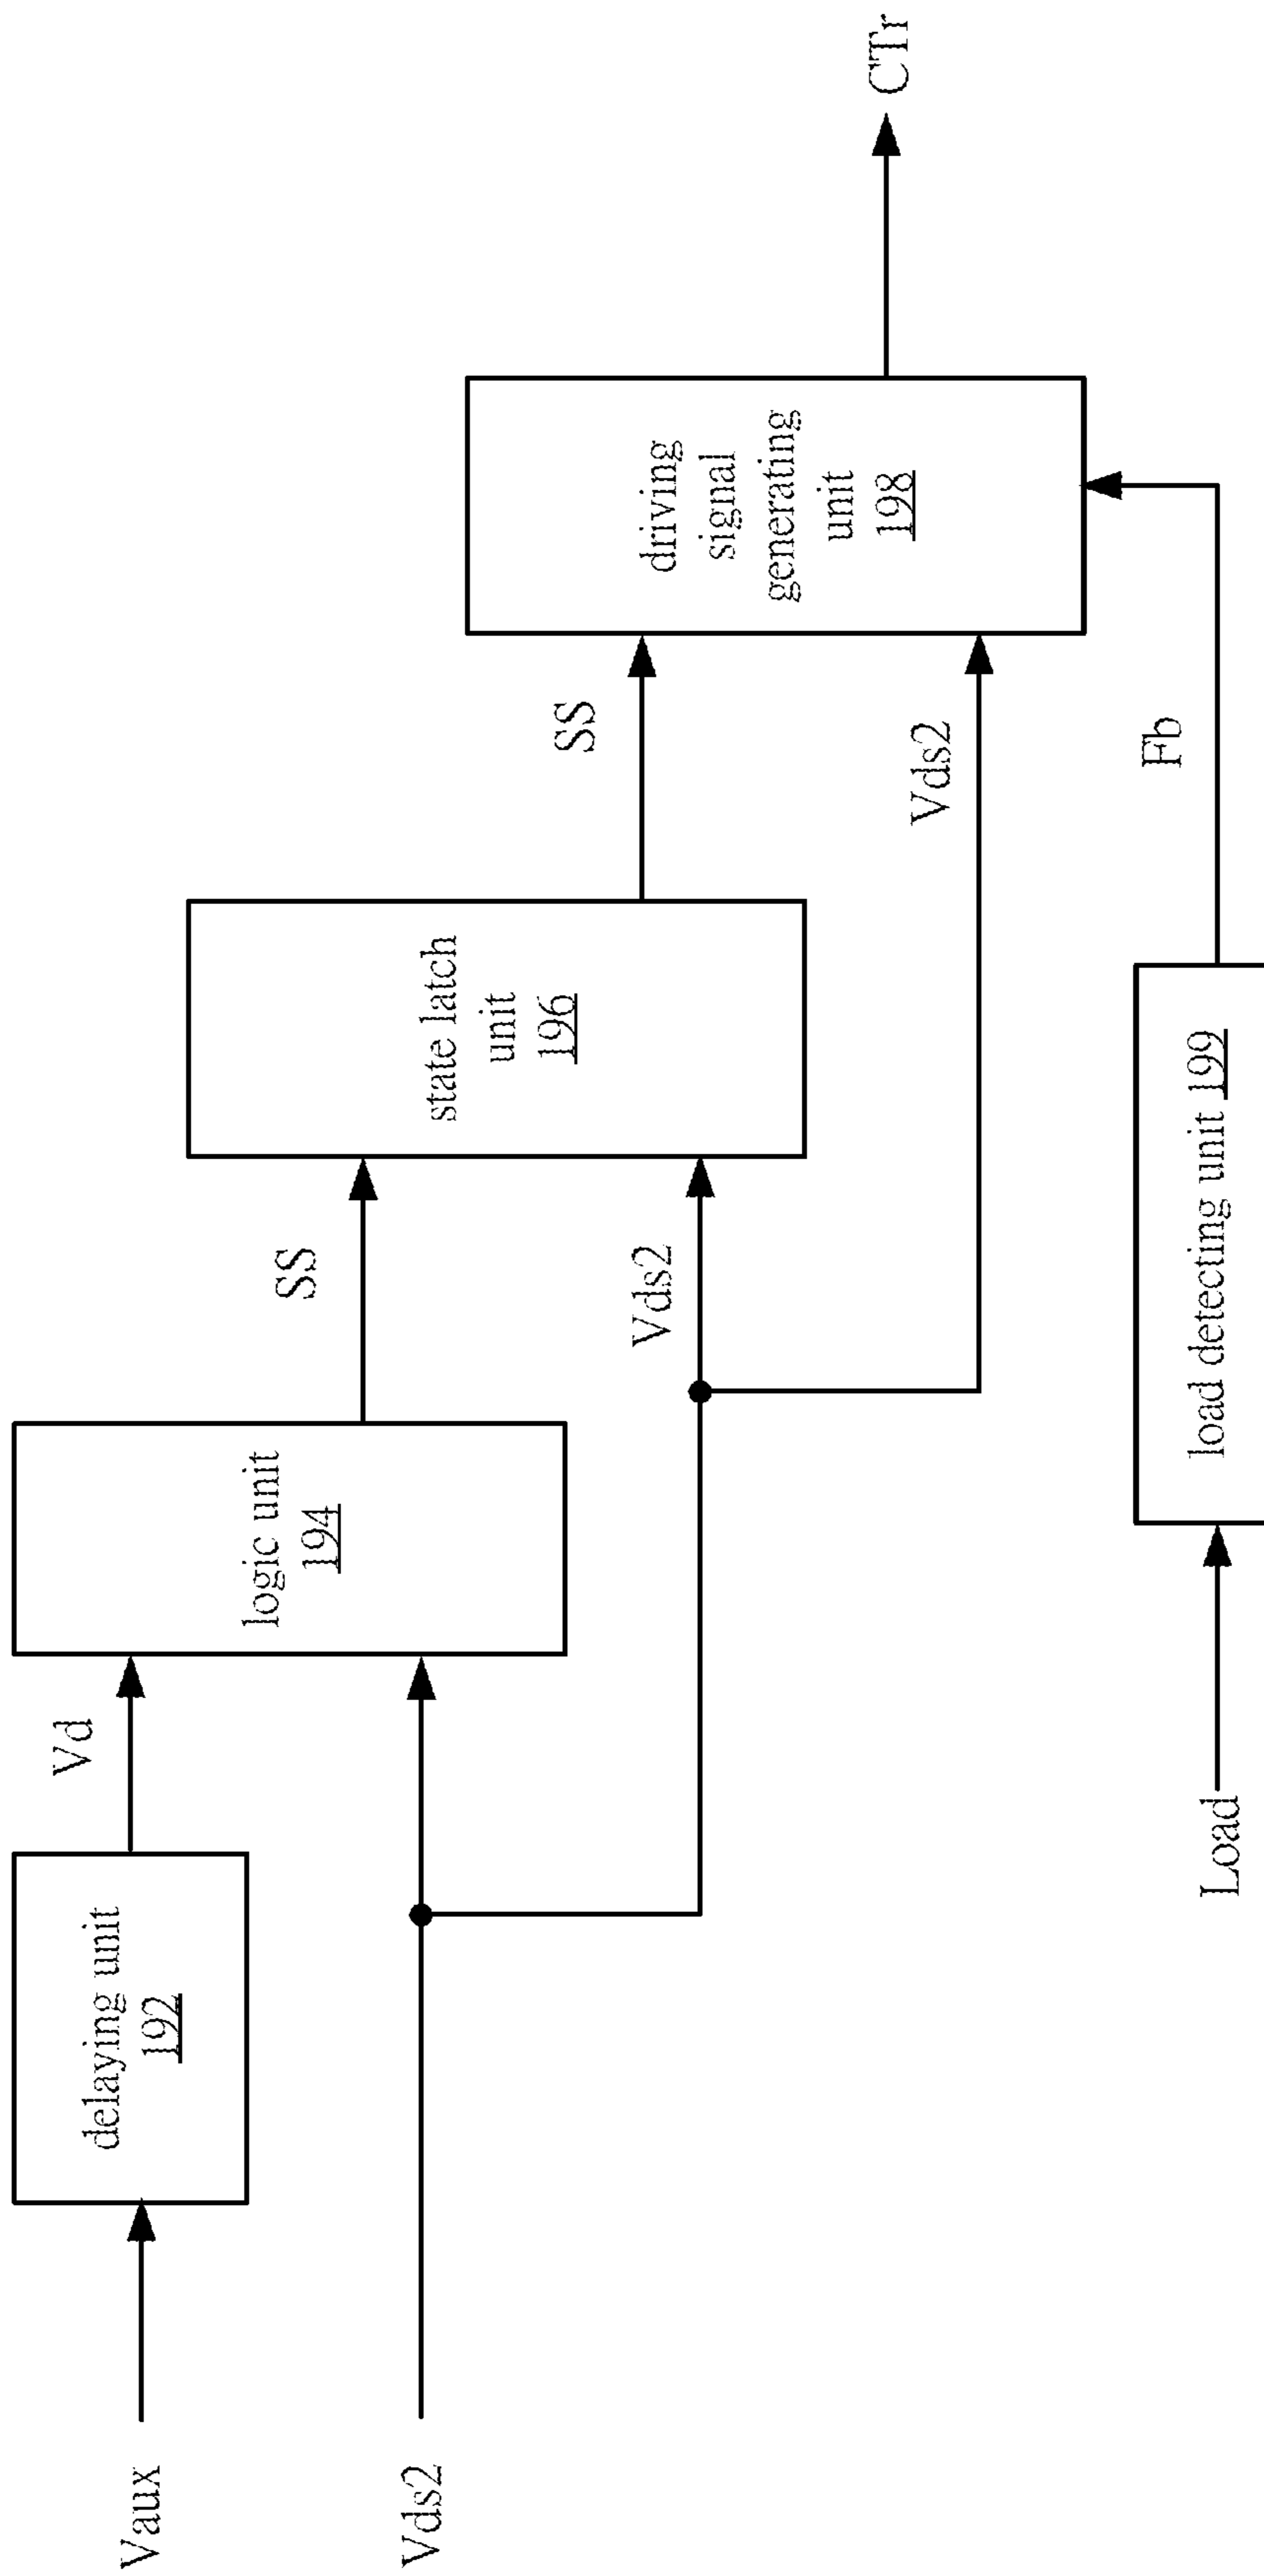 Vaux
delaying unit
192
Vd
logic unit
194
SS
state latch
unit
196
SS
driving
signal
generating
unit
198
CTr
Vds2
Vds2
Vds2
Load
load detecting unit 199
Fb